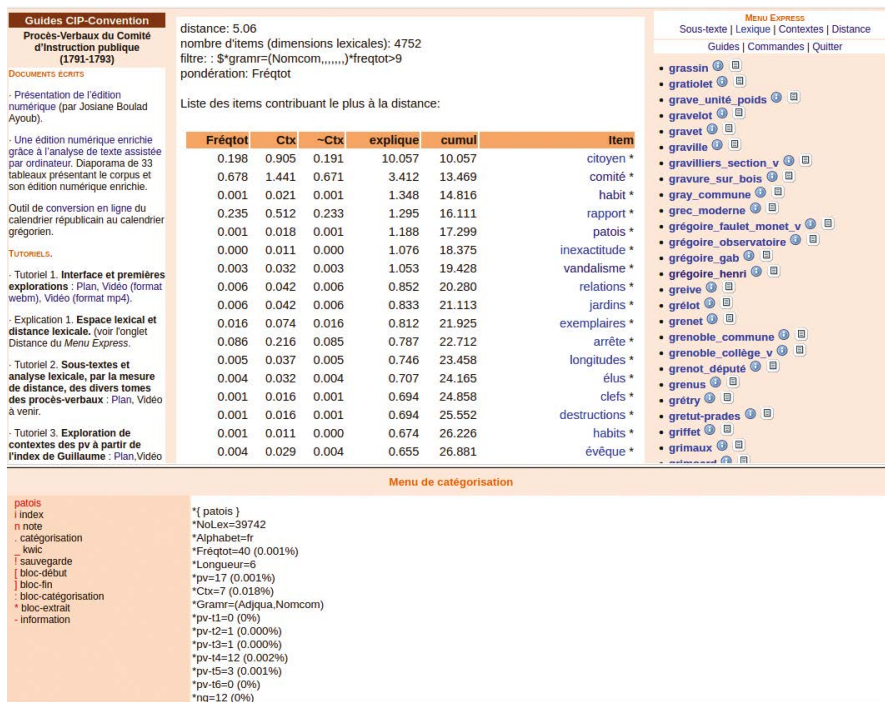 Guides CIP-Convention
Procès-Verbaux du Comité
d'Instruction publique
(1791-1793)
Documents écrits
· Présentation de l'édition
numérique (par Josiane Boulad
Ayoub).
· Une édition numérique enrichie
grâce à l'analyse de texte assistée
par ordinateur. Diaporama de 33
tableaux présentant le corpus et
son édition numérique enrichie.
Outil de conversion en ligne du
calendrier républicain au calendrier
grégorien.
Tutoriels.
· Tutoriel 1. Interface et premières
explorations : Plan, Vidéo (format
webm), Vidéo (format mp4).
· Explication 1. Espace lexical et
distance lexicale. (voir l'onglet
Distance du Menu Express.
· Tutoriel 2. Sous-textes et
analyse lexicale, par la mesure
de distance, des divers tomes
des procès-verbaux : Plan, Vidéo
à venir.
· Tutoriel 3. Exploration de
contextes des pv à partir de
l'index de Guillaume : Plan,Vidéo
distance: 5.06
nombre d'items (dimensions lexicales): 4752
filtre: : $*gramr=(Nomcom,,,,,,,)*freqtot>9
pondération: Fréqtot
Liste des items contribuant le plus à la distance:
Fréqtot Ctx ~Ctx explique cumul Item
0.198 0.905 0.191 10.057 10.057 citoyen *
0.678 1.441 0.671 3.412 13.469 comité *
0.001 0.021 0.001 1.348 14.816 habit *
0.235 0.512 0.233 1.295 16.111 rapport *
0.001 0.018 0.001 1.188 17.299 patois *
0.000 0.011 0.000 1.076 18.375 inexactitude *
0.003 0.032 0.003 1.053 19.428 vandalisme *
0.006 0.042 0.006 0.852 20.280 relations *
0.006 0.042 0.006 0.833 21.113 jardins *
0.016 0.074 0.016 0.812 21.925 exemplaires *
0.086 0.216 0.085 0.787 22.712 arrête *
0.005 0.037 0.005 0.746 23.458 longitudes *
0.004 0.032 0.004 0.707 24.165 élus *
0.001 0.016 0.001 0.694 24.858 clefs *
0.001 0.016 0.001 0.694 25.552 destructions *
0.001 0.011 0.000 0.674 26.226 habits *
0.004 0.029 0.004 0.655 26.881 évêque *
Menu Express
Sous-texte | Lexique | Contextes | Distance
Guides | Commandes | Quitter
• grassin
• gratiolet
• grave_unité_poids
• gravelot
• gravet
• graville
• gravilliers_section_v
• gravure_sur_bois
• gray_commune
• grec_moderne
• grégoire_faulet_monet_v
• grégoire_observatoire
• grégoire_gab
• grégoire_henri
• greive
• grélot
• grenet
• grenoble_commune
• grenoble_collège_v
• grenot_député
• grenus
• grétry
• gretut-prades
• griffet
• grimaux
Menu de catégorisation
patois
i index
n note
. catégorisation
_ kwic
! sauvegarde
[ bloc-début
] bloc-fin
: bloc-catégorisation
* bloc-extrait
- information
*{ patois }
*NoLex=39742
*Alphabet=fr
*Fréqtot=40 (0.001%)
*Longueur=6
*pv=17 (0.001%)
*Ctx=7 (0.018%)
*Gramr=(Adjqua,Nomcom)
*pv-t1=0 (0%)
*pv-t2=1 (0.000%)
*pv-t3=1 (0.000%)
*pv-t4=12 (0.002%)
*pv-t5=3 (0.001%)
*pv-t6=0 (0%)
*ng=12 (0%)